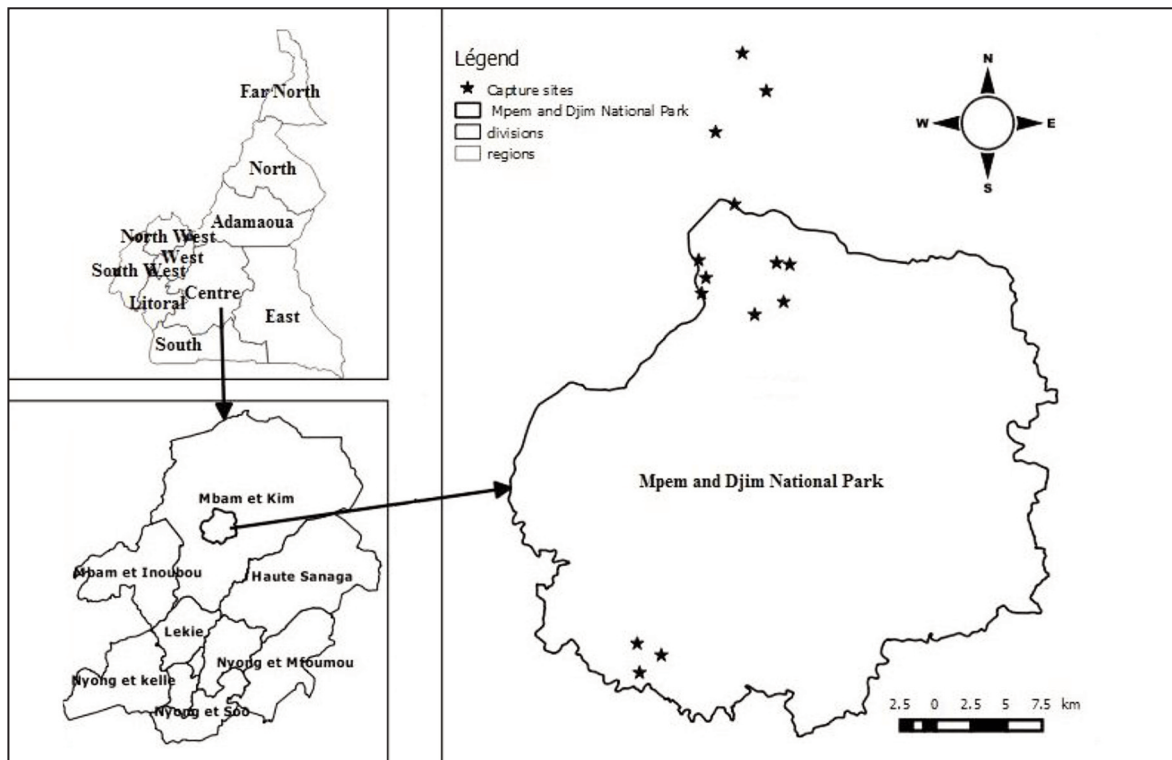 Far North
North
Adamaoua
North West
West
South West
Centre
Litoral
East
South
Mbam et Kim
Mbam et Inoubou
Haute Sanaga
Lekie
Nyong et Mfoumou
Nyong et kelle
Nyong et Soo
Légend
Capture sites
Mpem and Djim National Park
divisions
regions
N
W
E
S
Mpem and Djim National Park
2.5 0 2.5 5 7.5 km